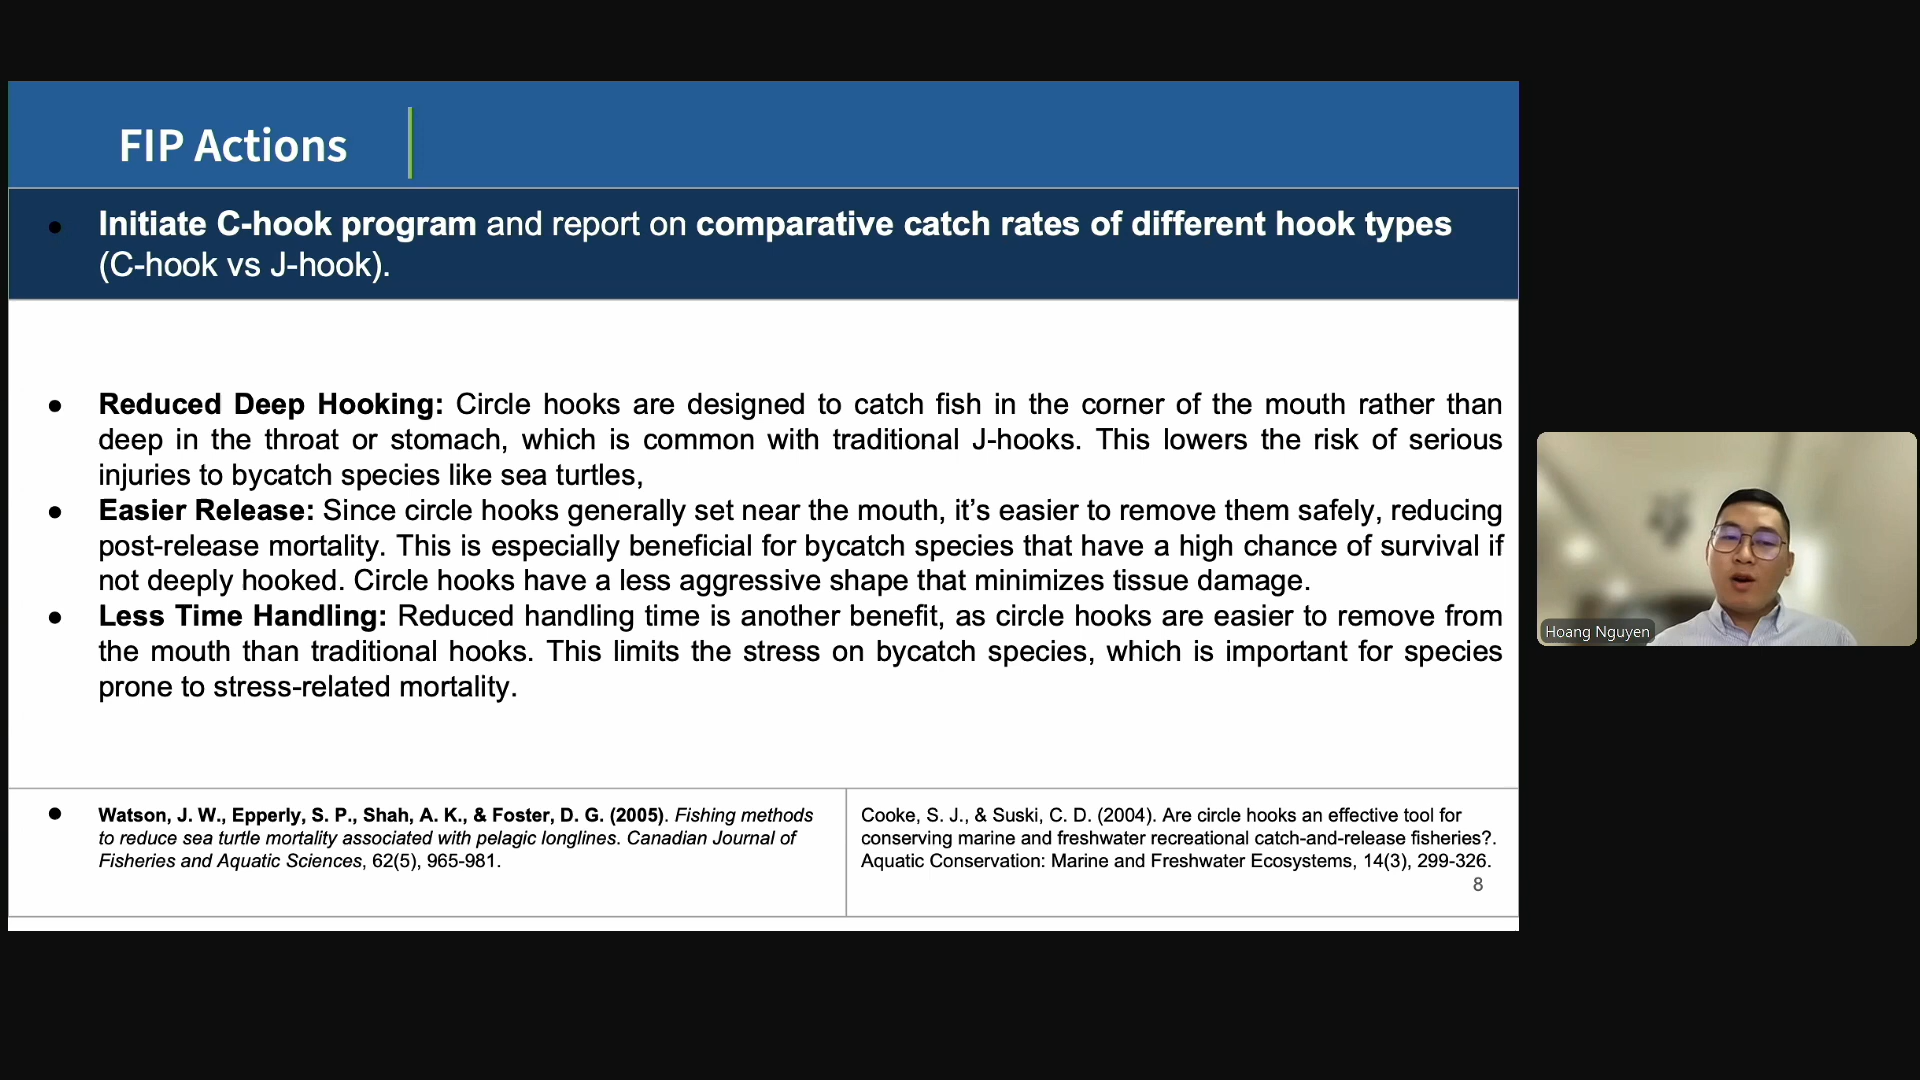 FIP Actions
● Initiate C-hook program and report on comparative catch rates of different hook types
(C-hook vs J-hook).
● Reduced Deep Hooking: Circle hooks are designed to catch fish in the corner of the mouth rather than
deep in the throat or stomach, which is common with traditional J-hooks. This lowers the risk of serious
injuries to bycatch species like sea turtles,
● Easier Release: Since circle hooks generally set near the mouth, it’s easier to remove them safely, reducing
post-release mortality. This is especially beneficial for bycatch species that have a high chance of survival if
not deeply hooked. Circle hooks have a less aggressive shape that minimizes tissue damage.
● Less Time Handling: Reduced handling time is another benefit, as circle hooks are easier to remove from
the mouth than traditional hooks. This limits the stress on bycatch species, which is important for species
prone to stress-related mortality.
● Watson, J. W., Epperly, S. P., Shah, A. K., & Foster, D. G. (2005). Fishing methods
to reduce sea turtle mortality associated with pelagic longlines. Canadian Journal of
Fisheries and Aquatic Sciences, 62(5), 965-981.
Cooke, S. J., & Suski, C. D. (2004). Are circle hooks an effective tool for
conserving marine and freshwater recreational catch-and-release fisheries?.
Aquatic Conservation: Marine and Freshwater Ecosystems, 14(3), 299-326.
8
Hoang Nguyen